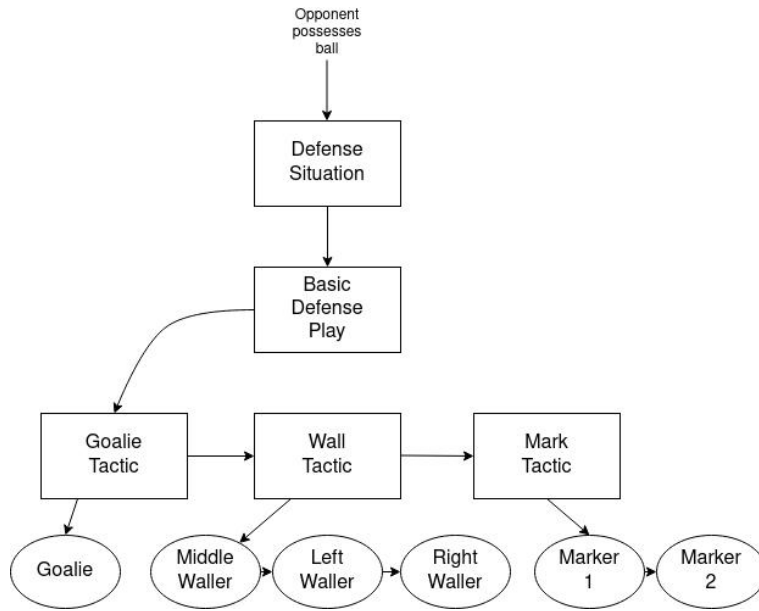 Opponent
possesses
ball
Defense
Situation
Basic
Defense
Play
Goalie
Tactic
Wall
Tactic
Mark
Tactic
Goalie
Middle
Waller
Left
Waller
Right
Waller
Marker
1
Marker
2